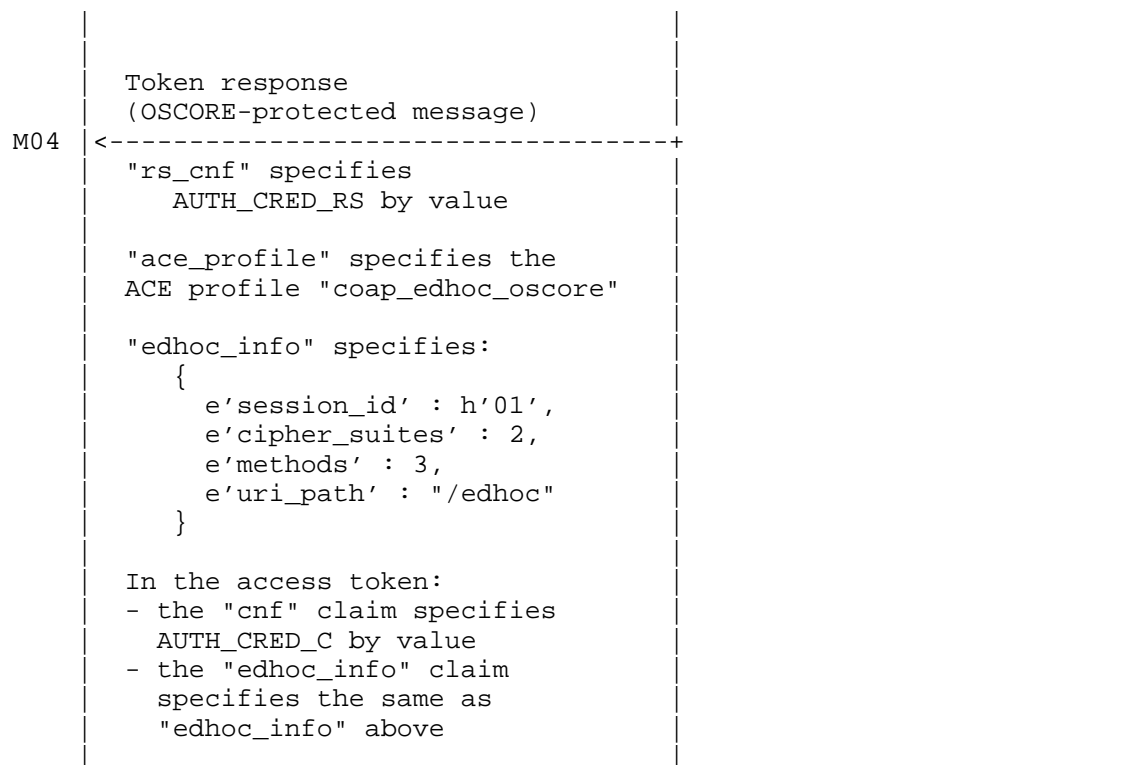 Token response
(OSCORE-protected message)
M04 |<-----------------------------------+
"rs_cnf" specifies
AUTH_CRED_RS by value
"ace_profile" specifies the
ACE profile "coap_edhoc_oscore"
"edhoc_info" specifies:
{
e’session_id’ : h’01’,
e’cipher_suites’ : 2,
e’methods’ : 3,
e’uri_path’ : "/edhoc"
}
In the access token:
- the "cnf" claim specifies
AUTH_CRED_C by value
- the "edhoc_info" claim
specifies the same as
"edhoc_info" above